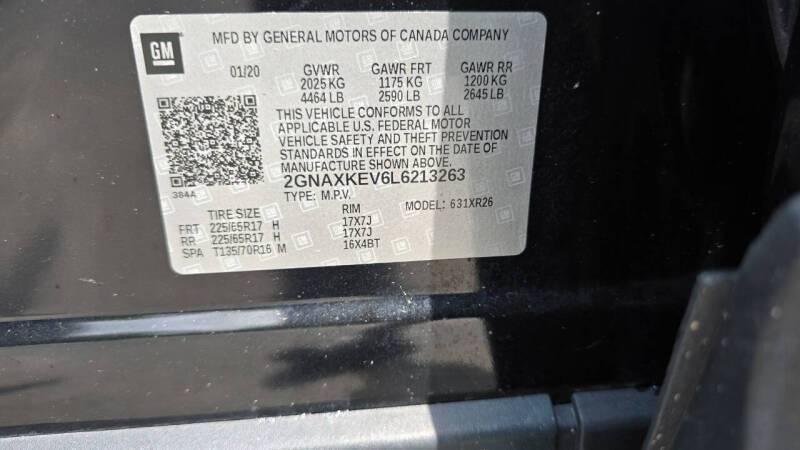 GM
MFD BY GENERAL MOTORS OF CANADA COMPANY
01/20 GVWR GAWR FRT GAWR RR
2025 KG 1175 KG 1200 KG
4464 LB 2590 LB 2645 LB
THIS VEHICLE CONFORMS TO ALL
APPLICABLE U.S. FEDERAL MOTOR
VEHICLE SAFETY AND THEFT PREVENTION
STANDARDS IN EFFECT ON THE DATE OF
MANUFACTURE SHOWN ABOVE.
384A 2GNAXKEV6L6213263
TYPE: M.P.V. MODEL: 631XR26
TIRE SIZE RIM
FRT 225/65R17 H 17X7J
RR 225/65R17 H 17X7J
SPA T135/70R16 M 16X4BT